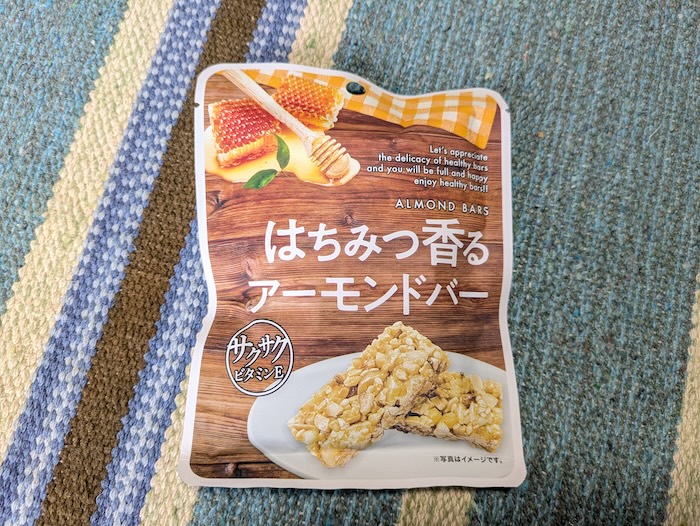 Let's appreciate
the delicacy of healthy bars
and you will be full and happy
enjoy healthy bars!!
ALMOND BARS
はちみつ香る
アーモンドバー
サクサク
ビタミンE
※写真はイメージです。